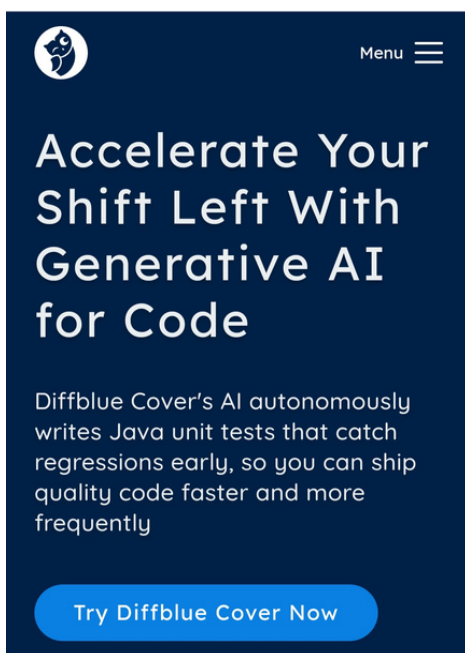 Menu
Accelerate Your
Shift Left With
Generative AI
for Code
Diffblue Cover's AI autonomously
writes Java unit tests that catch
regressions early, so you can ship
quality code faster and more
frequently
Try Diffblue Cover Now